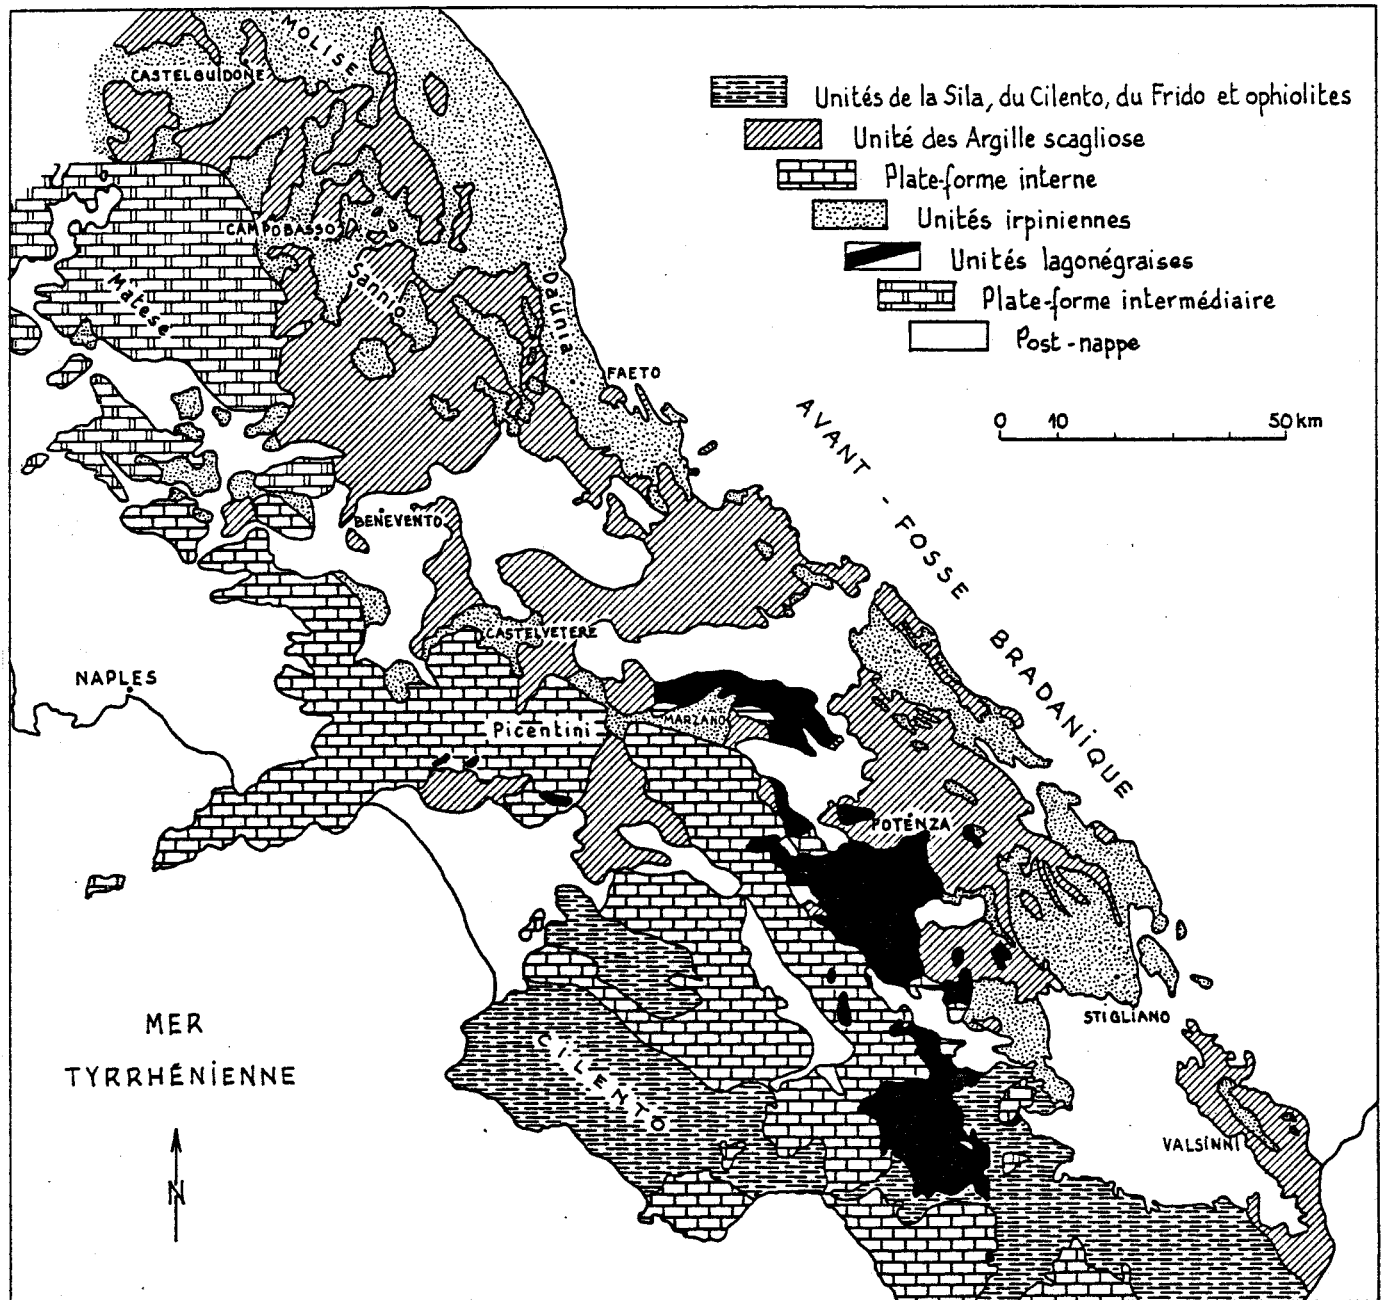 MOLISE
CASTELGUIDONE
Unités de la Sila, du Cilento, du Frido et ophiolites
Unité des Argille scagliose
Plate-forme interne
Unités irpiniennes
Unités lagonégraises
Plate-forme intermédiaire
Post-nappe
CAMPOBASSO
Matese
Sannio
Daunia
FAETO
0 10 50 km
AVANT - FOSSE BRADANIQUE
BENEVENTO
CASTELVETERE
NAPLES
Picentini
MARZANO
POTENZA
STIGLIANO
MER
TYRRHÉNIENNE
CILENTO
VALSINNI
N